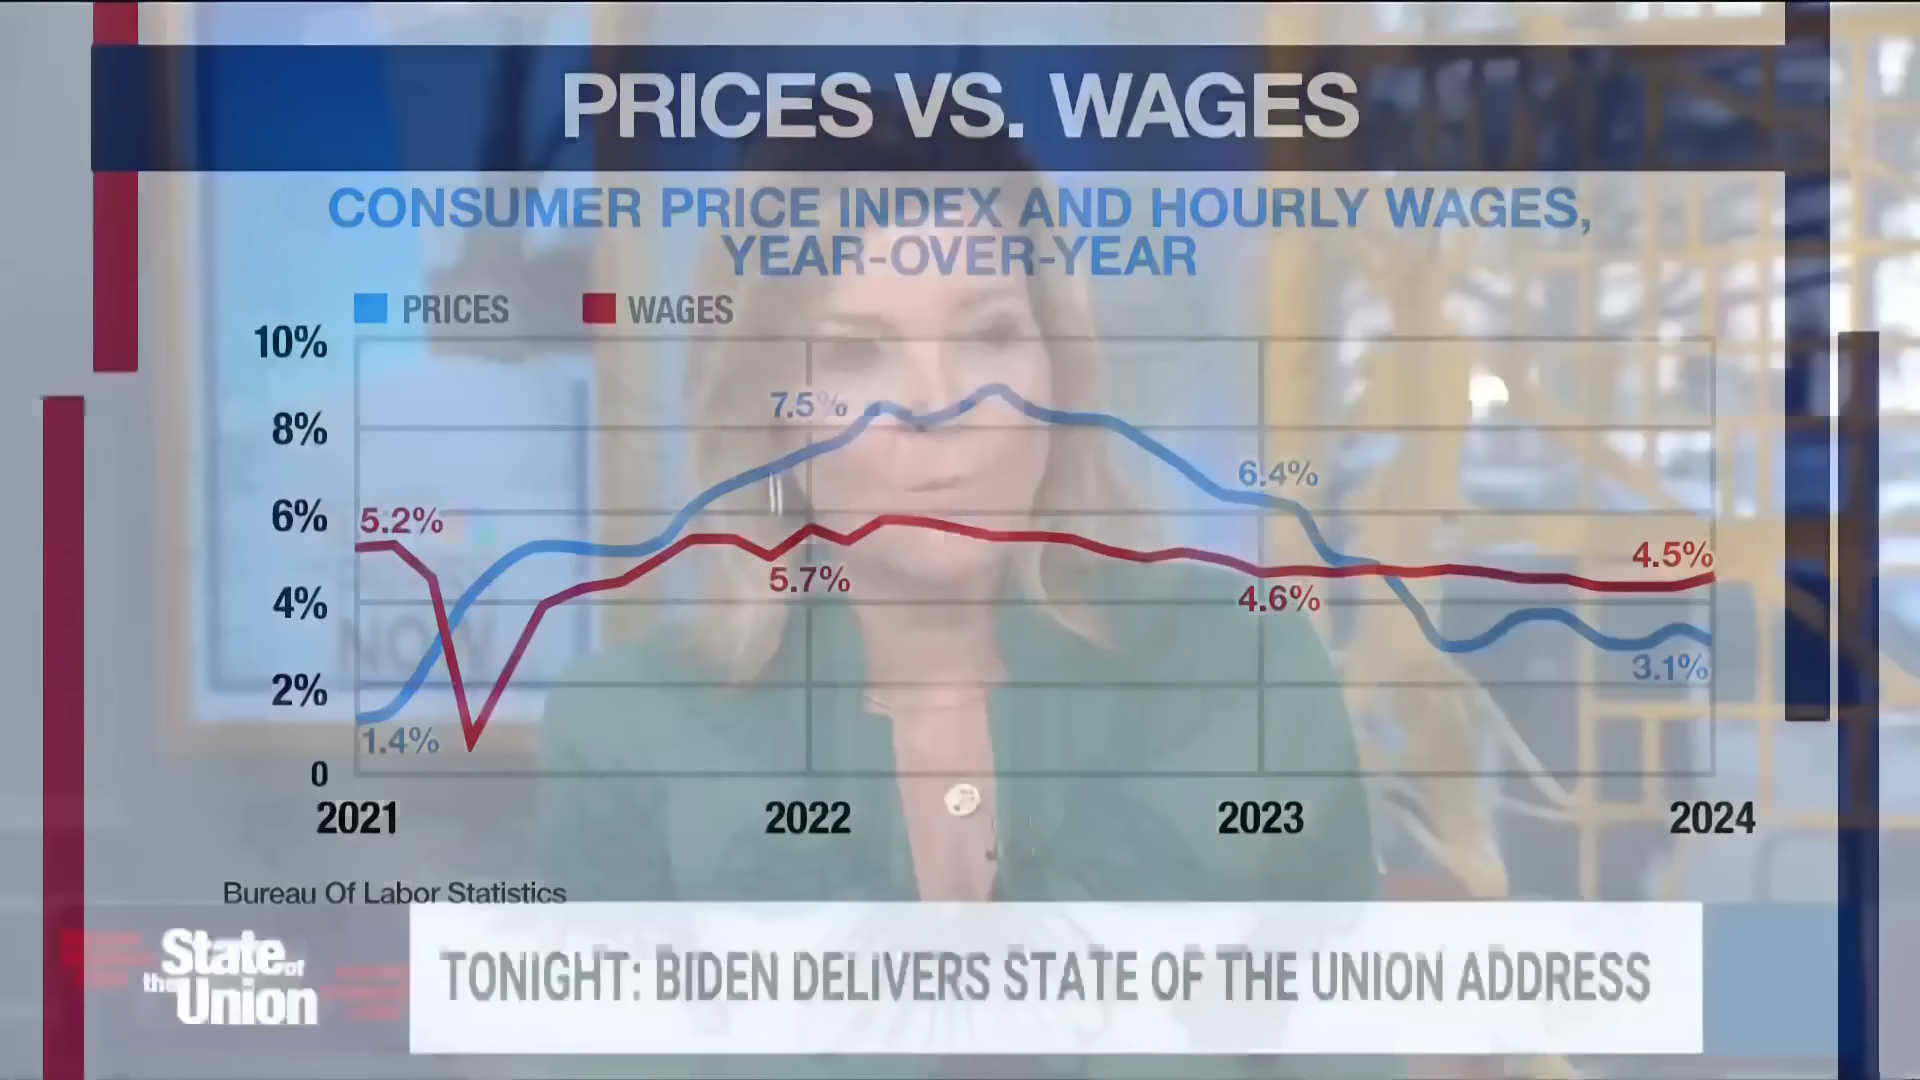 PRICES VS. WAGES
CONSUMER PRICE INDEX AND HOURLY WAGES,
YEAR-OVER-YEAR
PRICES WAGES
10%
8%
6%
4%
2%
0
7.5%
6.4%
5.2%
5.7%
4.6%
4.5%
3.1%
1.4%
NOW
2021 2022 2023 2024
Bureau Of Labor Statistics
State of
the Union
TONIGHT: BIDEN DELIVERS STATE OF THE UNION ADDRESS